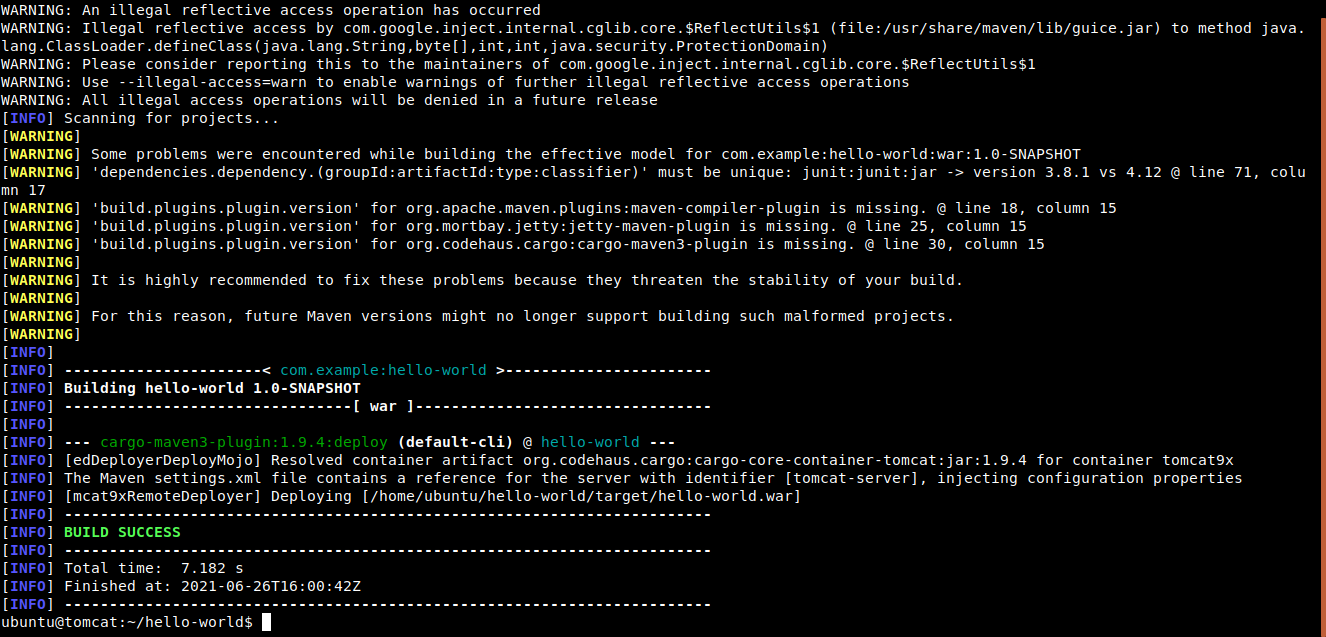 WARNING: An illegal reflective access operation has occurred
WARNING: Illegal reflective access by com.google.inject.internal.cglib.core.$ReflectUtils$1 (file:/usr/share/maven/lib/guice.jar) to method java.
lang.ClassLoader.defineClass(java.lang.String,byte[],int,int,java.security.ProtectionDomain)
WARNING: Please consider reporting this to the maintainers of com.google.inject.internal.cglib.core.$ReflectUtils$1
WARNING: Use --illegal-access=warn to enable warnings of further illegal reflective access operations
WARNING: All illegal access operations will be denied in a future release
[INFO] Scanning for projects...
[WARNING]
[WARNING] Some problems were encountered while building the effective model for com.example:hello-world:war:1.0-SNAPSHOT
[WARNING] 'dependencies.dependency.(groupId:artifactId:type:classifier)' must be unique: junit:junit:jar -> version 3.8.1 vs 4.12 @ line 71, colu
mn 17
[WARNING] 'build.plugins.plugin.version' for org.apache.maven.plugins:maven-compiler-plugin is missing. @ line 18, column 15
[WARNING] 'build.plugins.plugin.version' for org.mortbay.jetty:jetty-maven-plugin is missing. @ line 25, column 15
[WARNING] 'build.plugins.plugin.version' for org.codehaus.cargo:cargo-maven3-plugin is missing. @ line 30, column 15
[WARNING]
[WARNING] It is highly recommended to fix these problems because they threaten the stability of your build.
[WARNING]
[WARNING] For this reason, future Maven versions might no longer support building such malformed projects.
[WARNING]
[INFO]
[INFO] ----------------------< com.example:hello-world >-----------------------
[INFO] Building hello-world 1.0-SNAPSHOT
[INFO] --------------------------------[ war ]---------------------------------
[INFO]
[INFO] --- cargo-maven3-plugin:1.9.4:deploy (default-cli) @ hello-world ---
[INFO] [edDeployerDeployMojo] Resolved container artifact org.codehaus.cargo:cargo-core-container-tomcat:jar:1.9.4 for container tomcat9x
[INFO] The Maven settings.xml file contains a reference for the server with identifier [tomcat-server], injecting configuration properties
[INFO] [mcat9xRemoteDeployer] Deploying [/home/ubuntu/hello-world/target/hello-world.war]
[INFO] ------------------------------------------------------------------------
[INFO] BUILD SUCCESS
[INFO] ------------------------------------------------------------------------
[INFO] Total time:  7.182 s
[INFO] Finished at: 2021-06-26T16:00:42Z
[INFO] ------------------------------------------------------------------------
ubuntu@tomcat:~/hello-world$